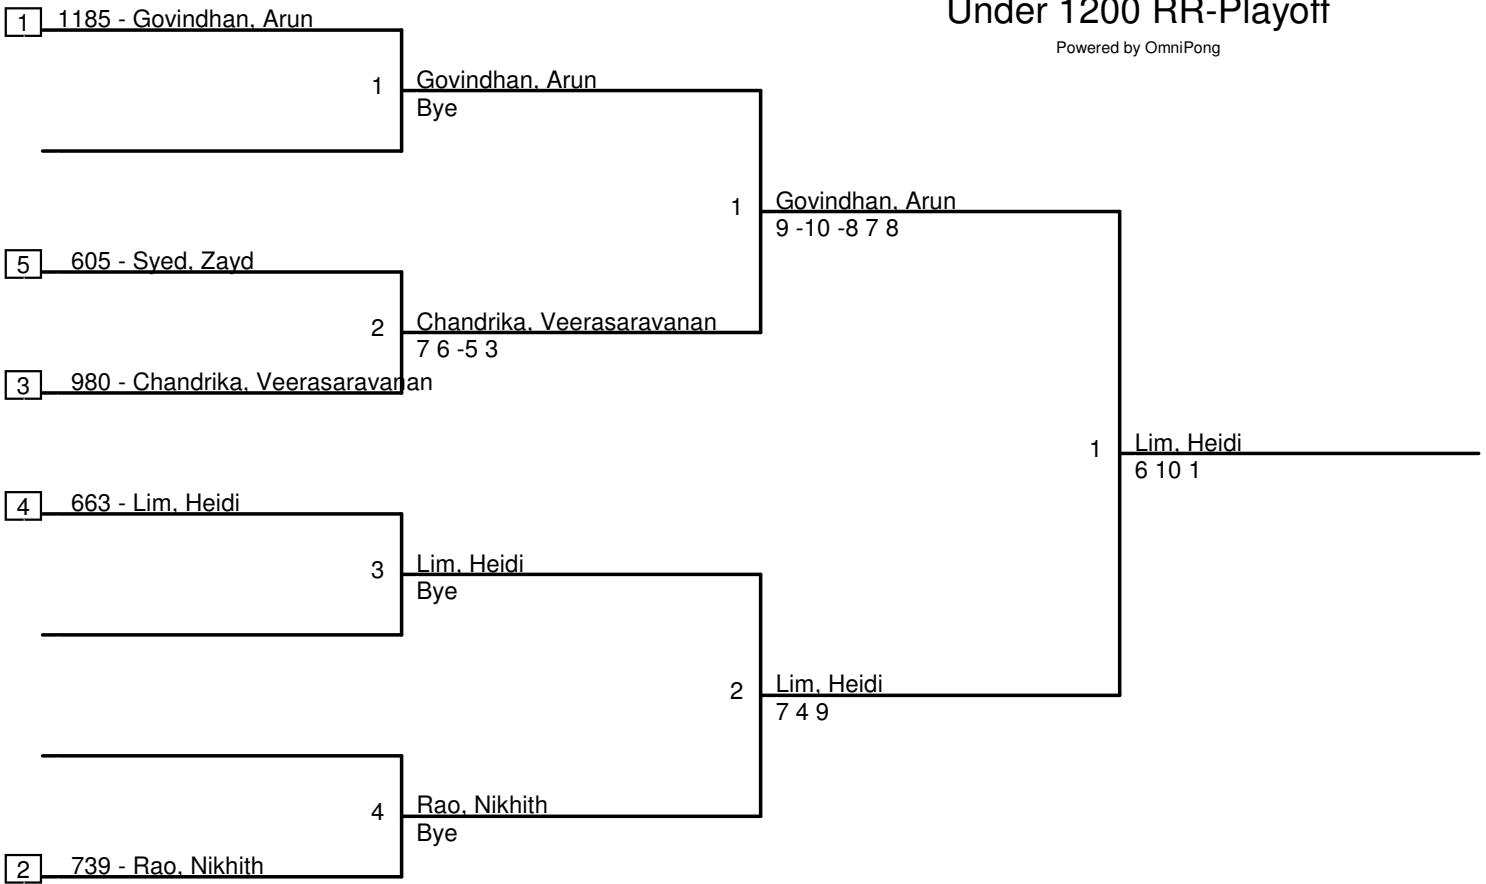 Under 1200 RR-Playoff
Powered by OmniPong
1 1185 - Govindhan, Arun
1 Govindhan, Arun
Bye
1 Govindhan, Arun
9 -10 -8 7 8
5 605 - Syed, Zayd
2 Chandrika, Veerasaravanan
7 6 -5 3
3 980 - Chandrika, Veerasaravanan
1 Lim, Heidi
6 10 1
4 663 - Lim, Heidi
3 Lim, Heidi
Bye
2 Lim, Heidi
7 4 9
4 Rao, Nikhith
Bye
2 739 - Rao, Nikhith